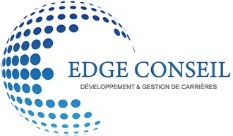 EDGE CONSEIL
DÉVELOPPEMENT & GESTION DE CARRIÈRES